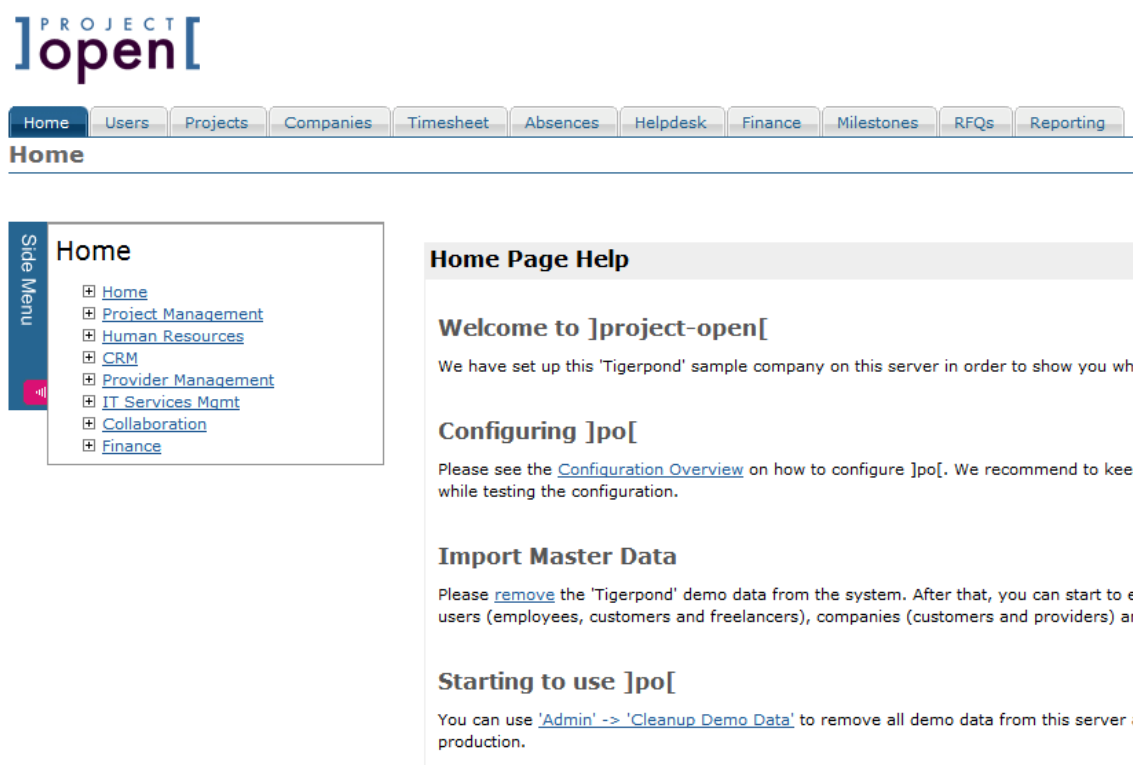 PROJECT
]open[
Home Users Projects Companies Timesheet Absences Helpdesk Finance Milestones RFQs Reporting
Home
Side Menu
Home
Home
Project Management
Human Resources
CRM
Provider Management
IT Services Mgmt
Collaboration
Finance
Home Page Help
Welcome to ]project-open[
We have set up this 'Tigerpond' sample company on this server in order to show you
Configuring ]po[
Please see the Configuration Overview on how to configure ]po[. We recommend to
while testing the configuration.
Import Master Data
Please remove the 'Tigerpond' demo data from the system. After that, you can start to
users (employees, customers and freelancers), companies (customers and providers)
Starting to use ]po[
You can use 'Admin' -> 'Cleanup Demo Data' to remove all demo data from this server
production.